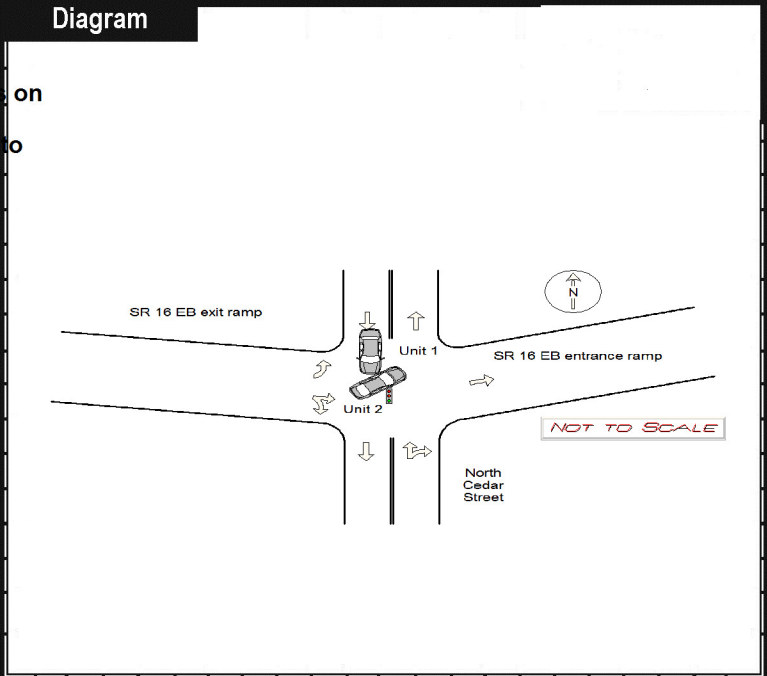 Diagram
on
to
SR 16 EB exit ramp
N
Unit 1
SR 16 EB entrance ramp
Unit 2
NOT TO SCALE
North
Cedar
Street